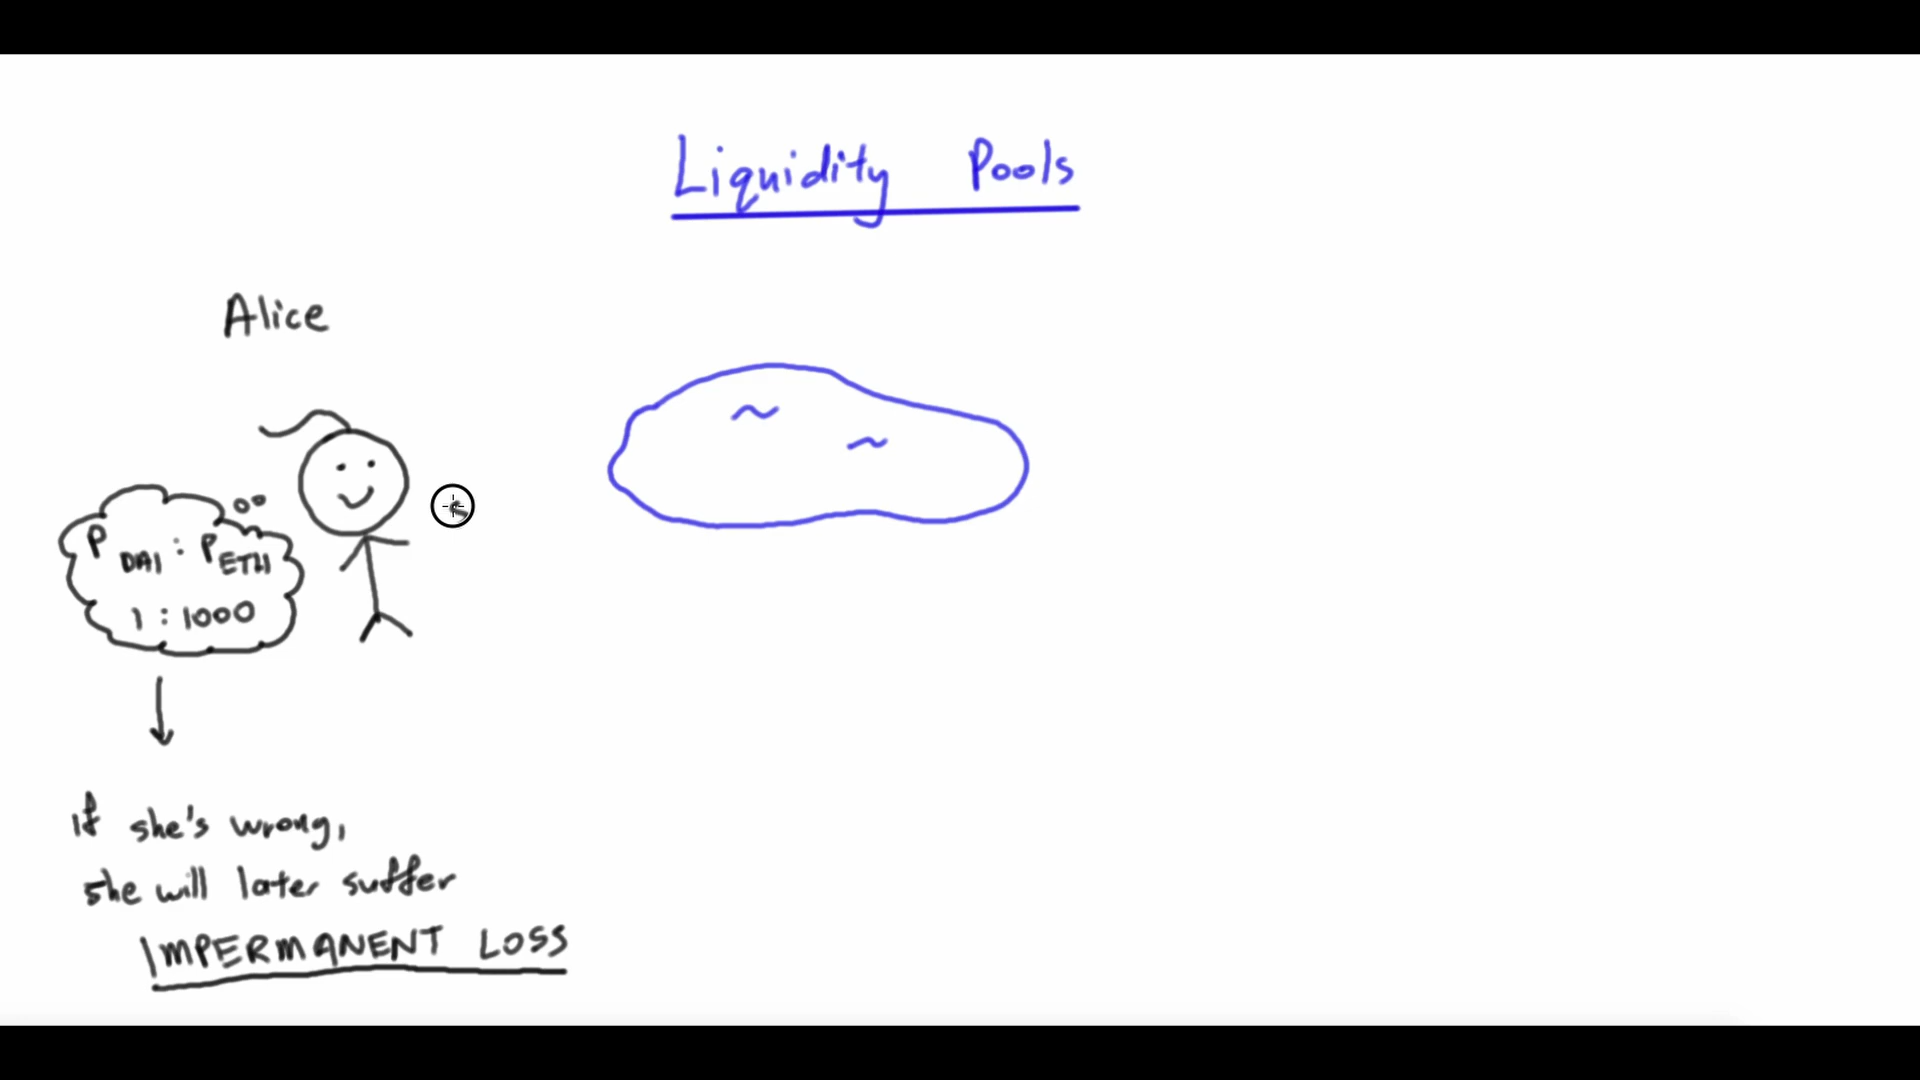 Liquidity Pools
Alice
P DAI : P ETH
1 : 1000
if she's wrong,
she will later suffer
IMPERMANENT LOSS